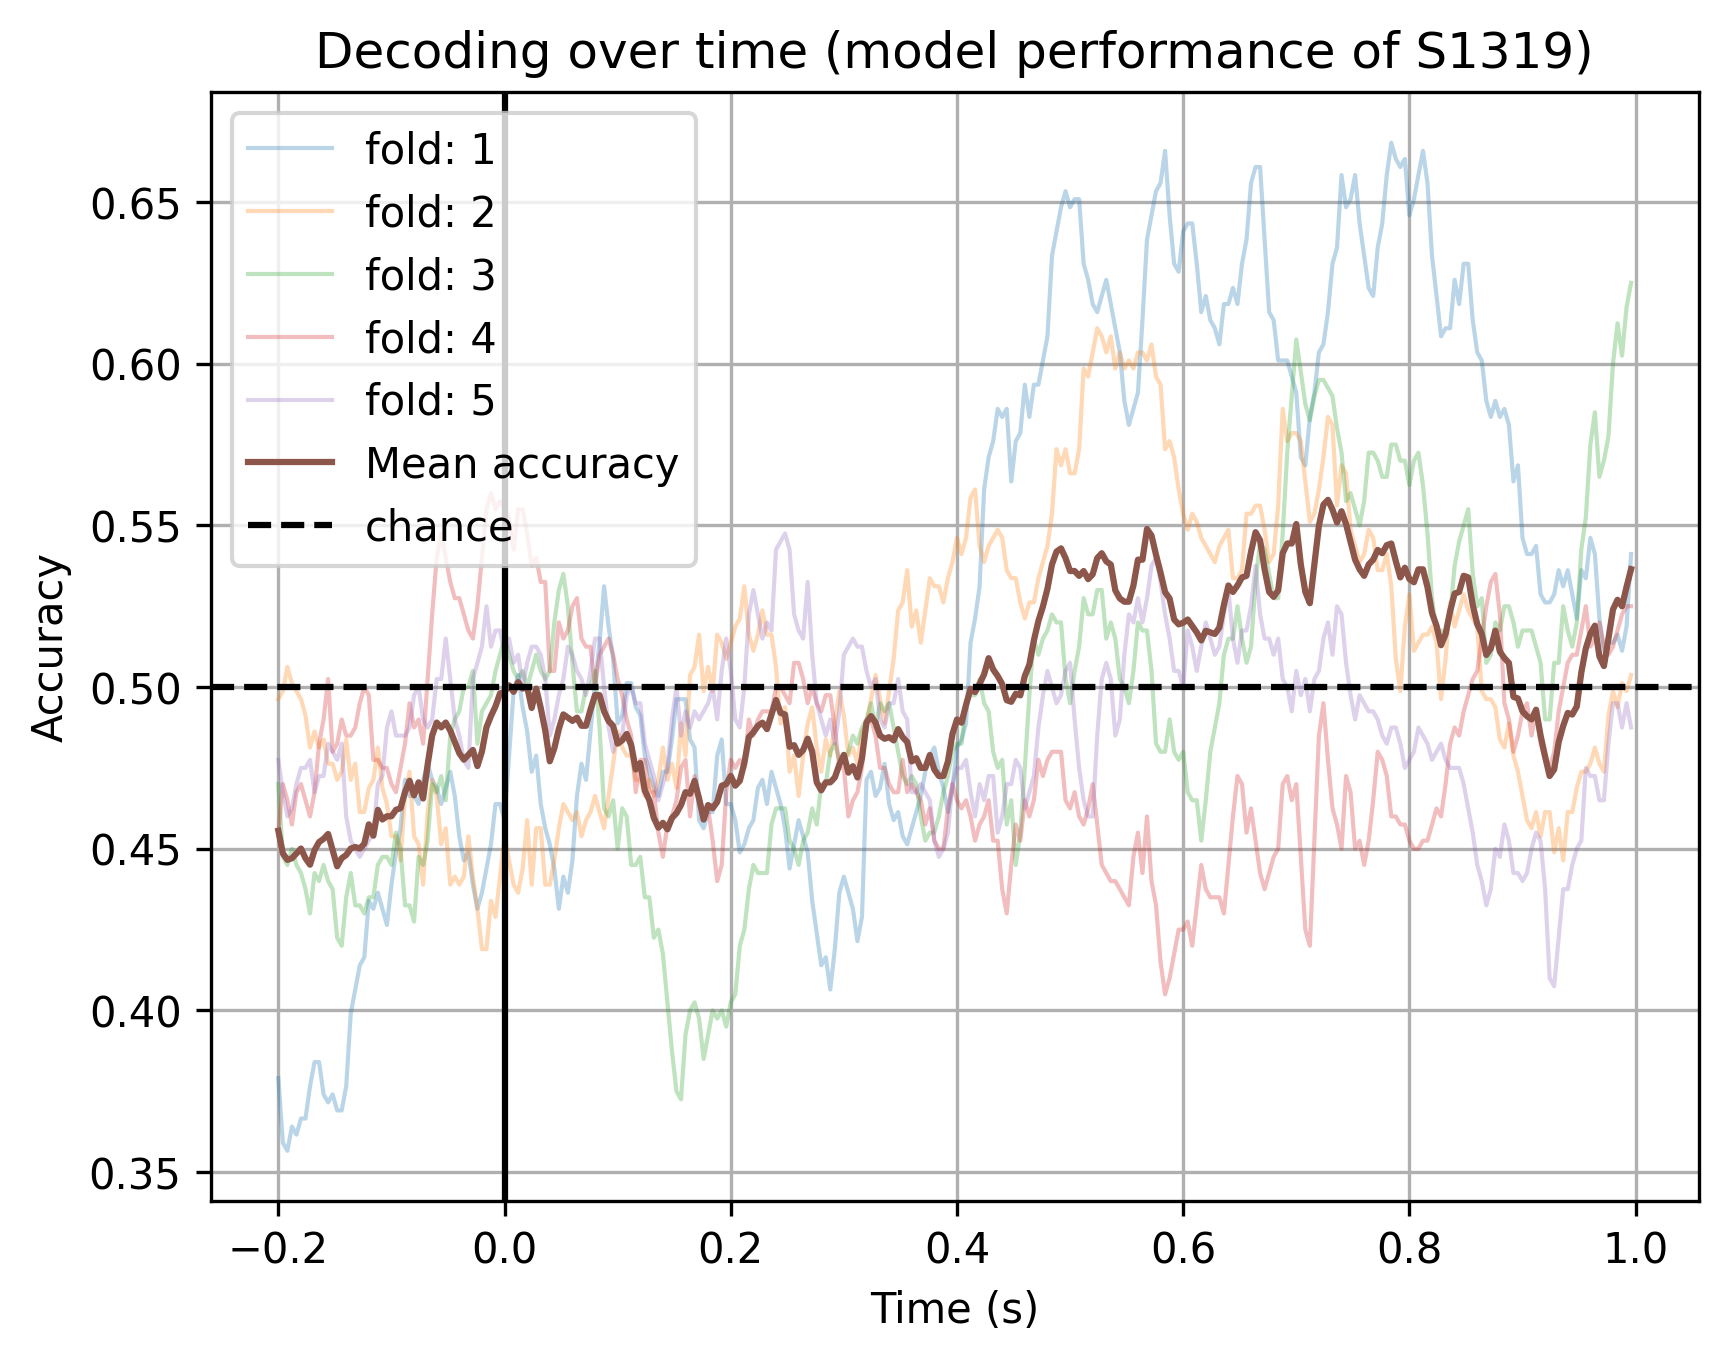 Decoding over time (model performance of S1319)
fold: 1
fold: 2
fold: 3
fold: 4
fold: 5
Mean accuracy
chance
Accuracy
0.65
0.60
0.55
0.50
0.45
0.40
0.35
−0.2 0.0 0.2 0.4 0.6 0.8 1.0
Time (s)